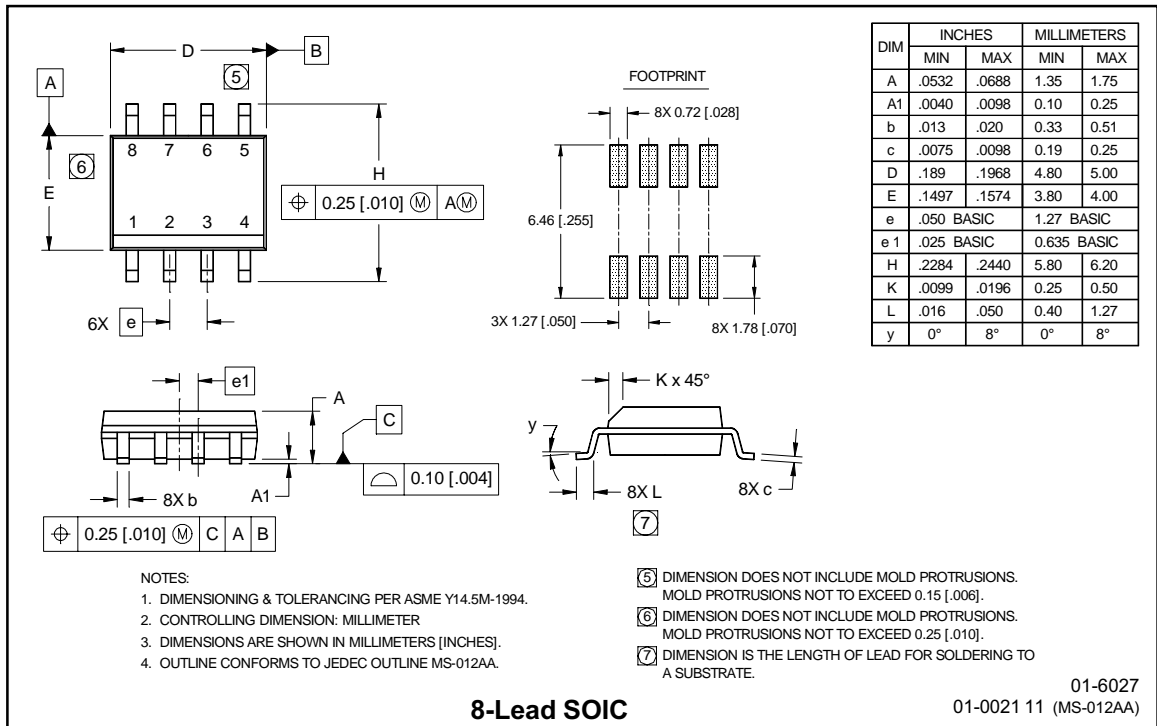 D
B
5
A
8 7 6 5
6
E
H
0.25 [.010] Ⓜ A Ⓜ
1 2 3 4
6X e
FOOTPRINT
8X 0.72 [.028]
6.46 [.255]
3X 1.27 [.050]
8X 1.78 [.070]
DIM INCHES MILLIMETERS
MIN MAX MIN MAX
A .0532 .0688 1.35 1.75
A1 .0040 .0098 0.10 0.25
b .013 .020 0.33 0.51
c .0075 .0098 0.19 0.25
D .189 .1968 4.80 5.00
E .1497 .1574 3.80 4.00
e .050 BASIC 1.27 BASIC
e 1 .025 BASIC 0.635 BASIC
H .2284 .2440 5.80 6.20
K .0099 .0196 0.25 0.50
L .016 .050 0.40 1.27
y 0° 8° 0° 8°
e1
A
C
0.10 [.004]
8X b
A1
0.25 [.010] Ⓜ C A B
K x 45°
y
8X L
8X c
7
NOTES:
1. DIMENSIONING & TOLERANCING PER ASME Y14.5M-1994.
2. CONTROLLING DIMENSION: MILLIMETER
3. DIMENSIONS ARE SHOWN IN MILLIMETERS [INCHES].
4. OUTLINE CONFORMS TO JEDEC OUTLINE MS-012AA.
5 DIMENSION DOES NOT INCLUDE MOLD PROTRUSIONS.
MOLD PROTRUSIONS NOT TO EXCEED 0.15 [.006].
6 DIMENSION DOES NOT INCLUDE MOLD PROTRUSIONS.
MOLD PROTRUSIONS NOT TO EXCEED 0.25 [.010].
7 DIMENSION IS THE LENGTH OF LEAD FOR SOLDERING TO
A SUBSTRATE.
8-Lead SOIC
01-6027
01-0021 11 (MS-012AA)